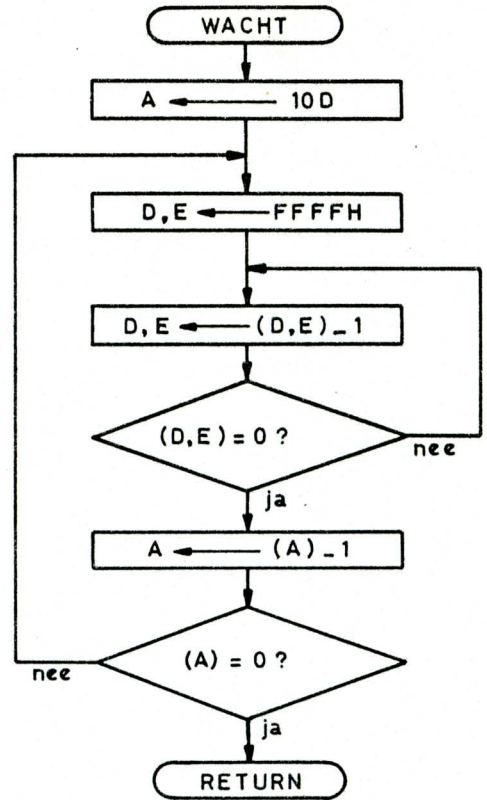 WACHT
A ← 10D
D,E ← FFFFH
D,E ← (D,E)_1
(D,E) = 0 ?
nee
ja
A ← (A)_1
(A) = 0 ?
nee
ja
RETURN